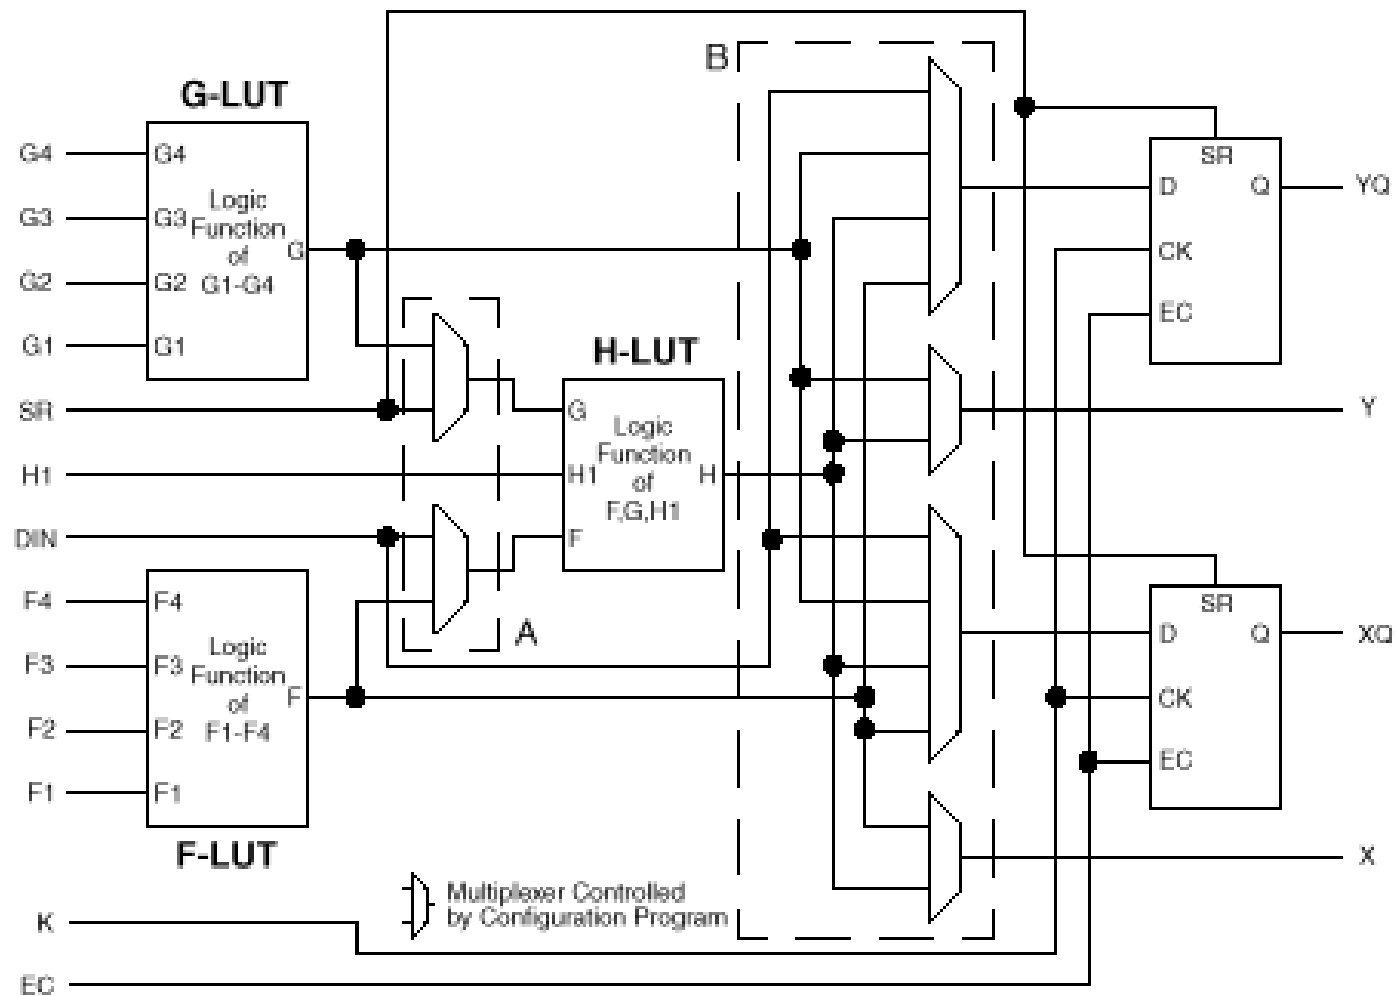 B
G-LUT
G4
G4
SR
Logic
D
Q
YQ
G3
G3
Function
of
G
CK
G2
G2
G1-G4
EC
G1
G1
H-LUT
SR
G
Logic
Y
Function
H1
H1
H
of
F,G,H1
DIN
F
F4
F4
SR
A
Logic
D
Q
XQ
F3
F3
Function
of
F
CK
F2
F2
F1-F4
EC
F1
F1
F-LUT
X
Multiplexer Controlled
by Configuration Program
K
EC